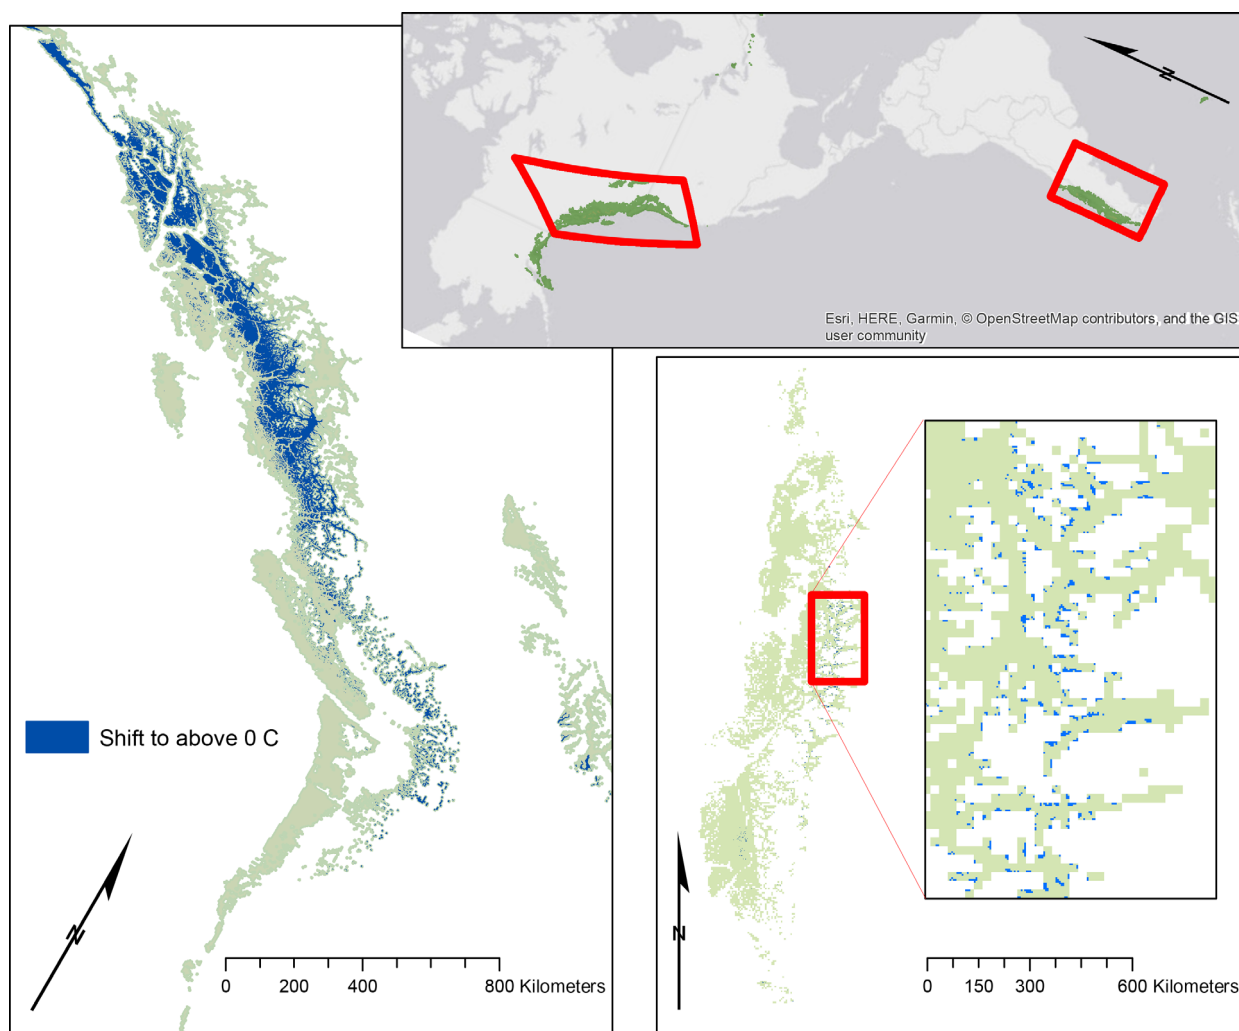 N
Esri, HERE, Garmin, © OpenStreetMap contributors, and the GIS
user community
Shift to above 0 C
N
0 200 400 800 Kilometers
N
0 150 300 600 Kilometers